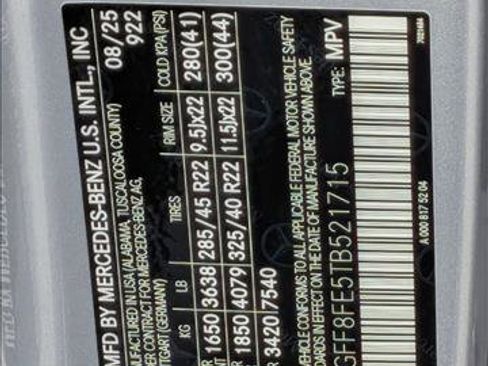 MFD BY MERCEDES-BENZ U.S. INTL., INC
08/25
MANUFACTURED IN USA (ALABAMA, TUSCALOOSA COUNTY)
922
UNDER CONTRACT FOR MERCEDES-BENZ AG,
STUTTGART (GERMANY)
KG LB TIRES RIM SIZE COLD KPA (PSI)
1650 3638 285/45 R22 9.5Jx22 280(41)
1850 4079 325/40 R22 11.5Jx22 300(44)
3420 7540
VEHICLE CONFORMS TO ALL APPLICABLE FEDERAL MOTOR VEHICLE SAFETY
STANDARDS IN EFFECT ON THE DATE OF MANUFACTURE SHOWN ABOVE.
GFF8FE5TB521715 TYPE: MPV
A 000 817 52 04